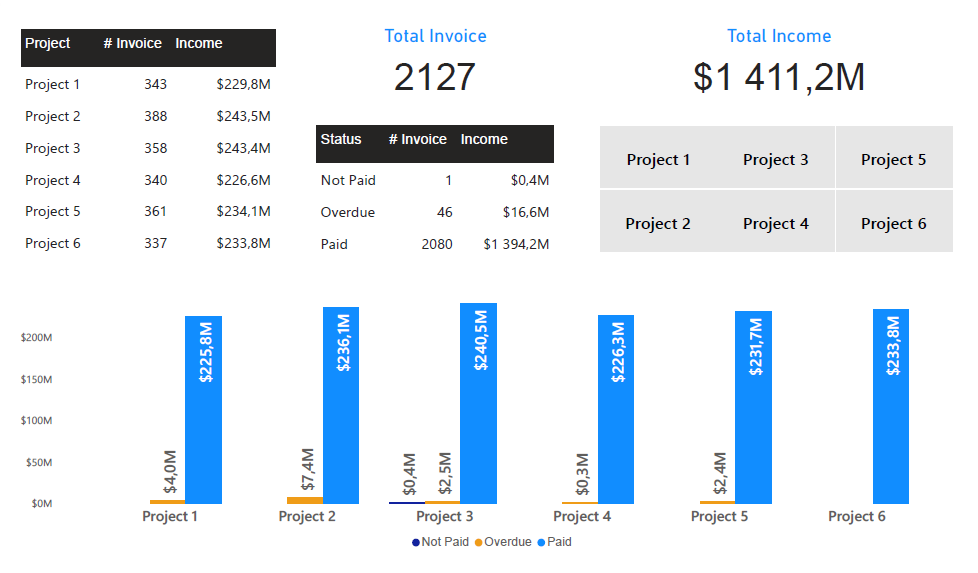 Project # Invoice Income
Project 1 343 $229,8M
Project 2 388 $243,5M
Project 3 358 $243,4M
Project 4 340 $226,6M
Project 5 361 $234,1M
Project 6 337 $233,8M
Total Invoice
2127
Status # Invoice Income
Not Paid 1 $0,4M
Overdue 46 $16,6M
Paid 2080 $1 394,2M
Total Income
$1 411,2M
Project 1 Project 3 Project 5
Project 2 Project 4 Project 6
$200M
$150M
$100M
$50M
$0M
$4,0M
$225,8M
$7,4M
$236,1M
$0,4M
$2,5M
$240,5M
$0,3M
$226,3M
$2,4M
$231,7M
$233,8M
Project 1 Project 2 Project 3 Project 4 Project 5 Project 6
Not Paid Overdue Paid